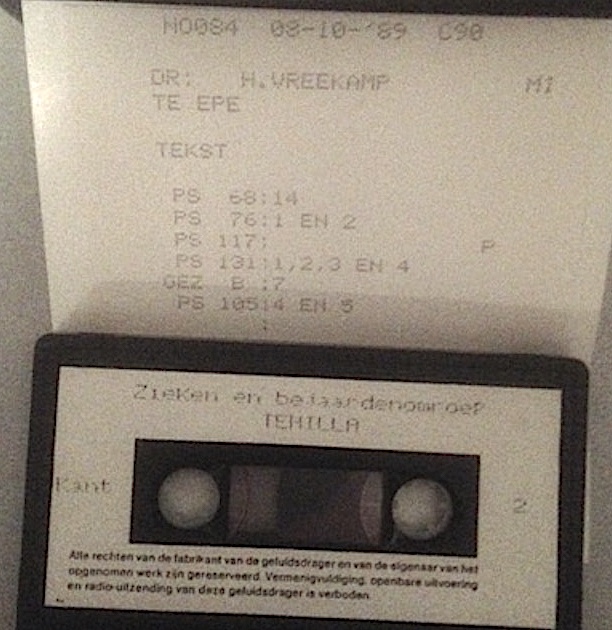 NO084 08-10-'89 C90
DR: H.VREEKAMP M1
TE EPE
TEKST
PS 68:14
PS 76:1 EN 2
PS 117: P
PS 131:1,2,3 EN 4
GEZ B :7
PS 105:4 EN 5
:
Zieken en bejaardenomroep
TEHILLA
Kant 2
Alle rechten van de fabrikant van de geluidsdrager en van de eigenaar van het
opgenomen werk zijn gereserveerd. Vermenigvuldiging, openbare uitvoering
en radio-uitzending van deze geluidsdrager is verboden.